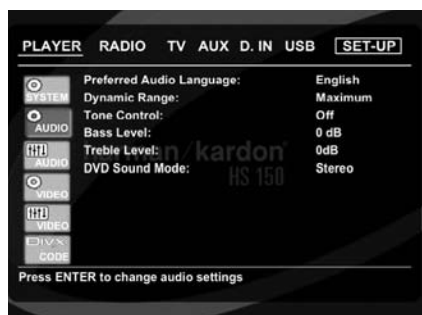 PLAYER RADIO TV AUX D. IN USB SET-UP
SYSTEM
AUDIO
AUDIO
VIDEO
VIDEO
DIVX
CODE
Preferred Audio Language: English
Dynamic Range: Maximum
Tone Control: Off
Bass Level: 0 dB
Treble Level: 0dB
DVD Sound Mode: Stereo
harman/kardon
HS 150
Press ENTER to change audio settings